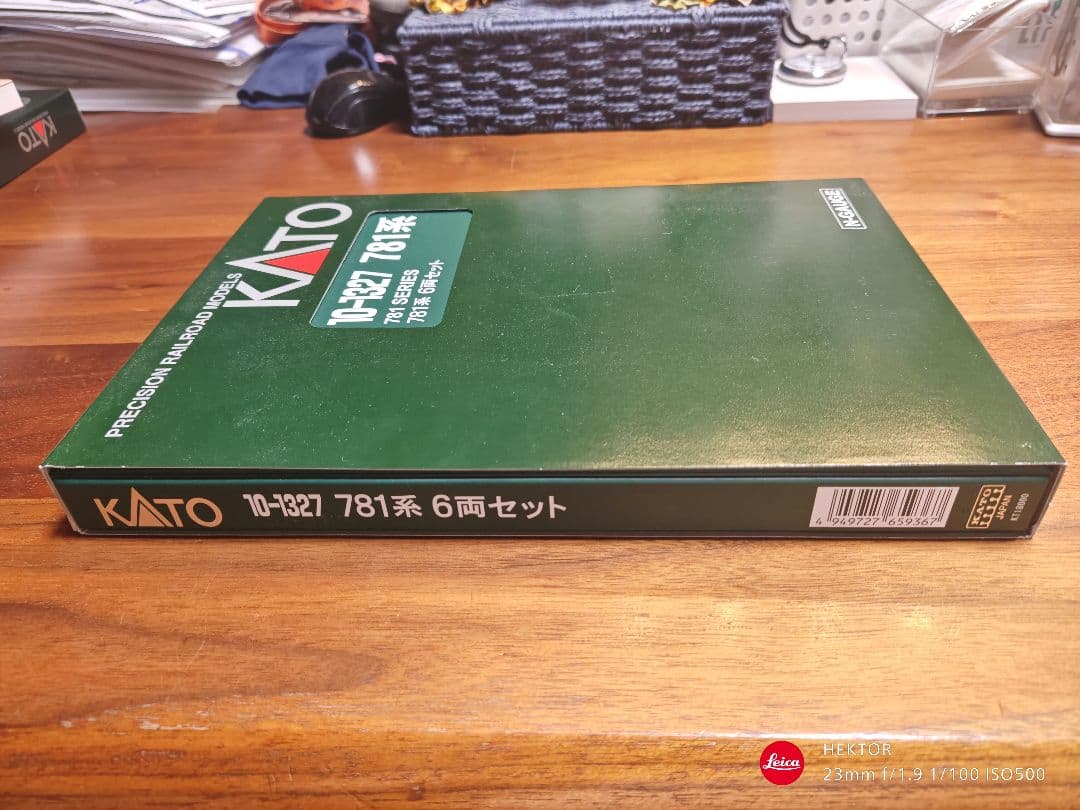 KATO
PRECISION RAILROAD MODELS
KATO
10-1327 781系
781 SERIES
781系 6両セット
N-GAUGE
KATO 10-1327 781系 6両セット
4 949727 659367
KATO
JAPAN
Leica
HEKTOR
23mm f/1.9 1/100 ISO500